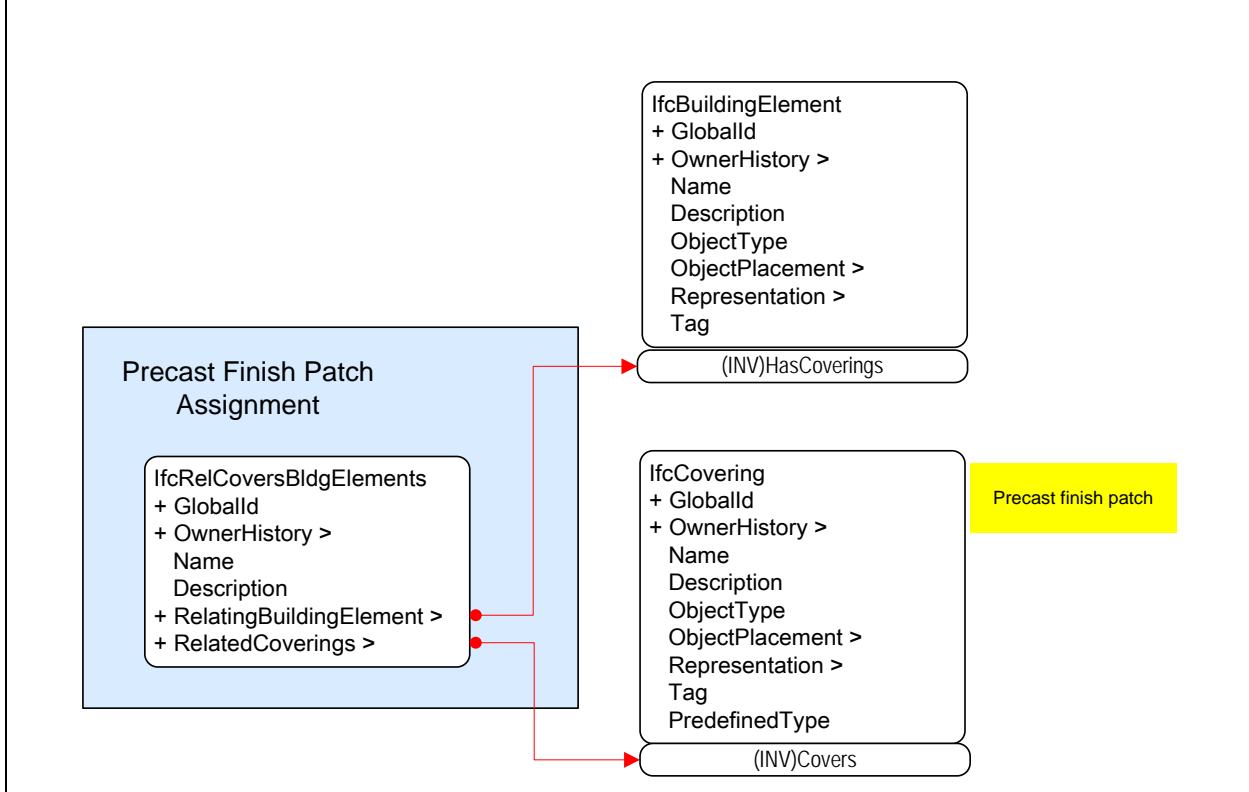 IfcBuildingElement
+ GlobalId
+ OwnerHistory >
Name
Description
ObjectType
ObjectPlacement >
Representation >
Tag
(INV)HasCoverings
Precast Finish Patch
Assignment
IfcRelCoversBldgElements
+ GlobalId
+ OwnerHistory >
Name
Description
+ RelatingBuildingElement >
+ RelatedCoverings >
IfcCovering
+ GlobalId
+ OwnerHistory >
Name
Description
ObjectType
ObjectPlacement >
Representation >
Tag
PredefinedType
(INV)Covers
Precast finish patch